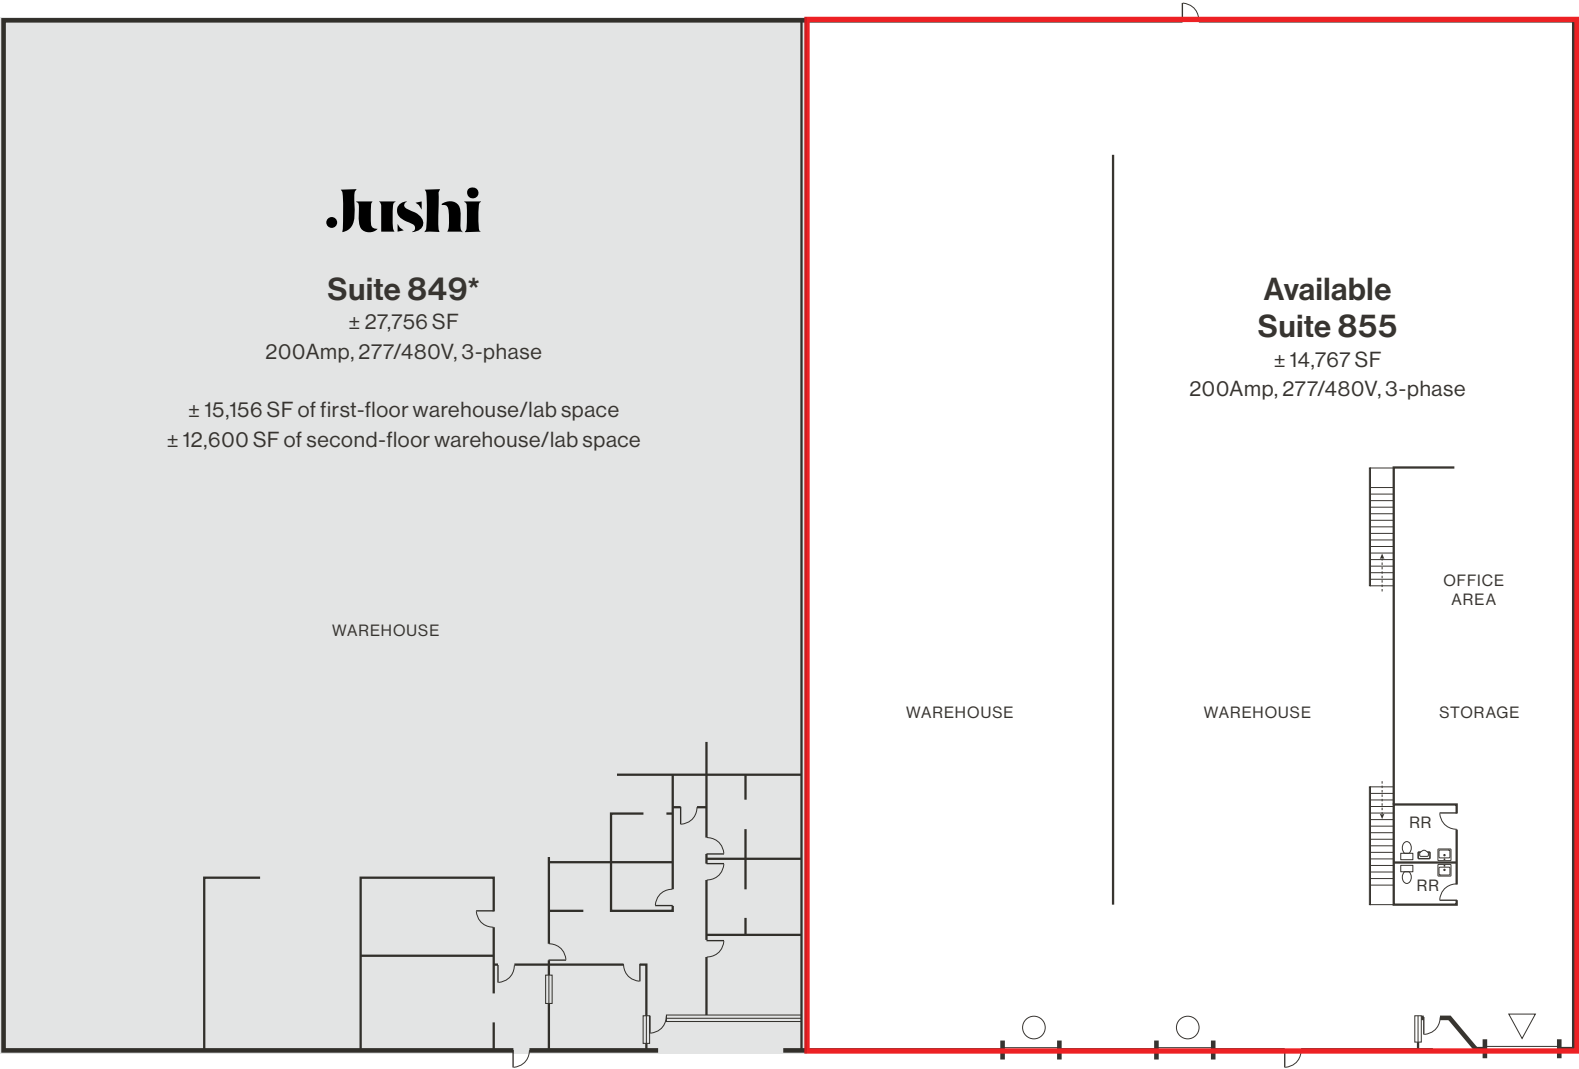 Jushi
Suite 849*
± 27,756 SF
200Amp, 277/480V, 3-phase
± 15,156 SF of first-floor warehouse/lab space
± 12,600 SF of second-floor warehouse/lab space
WAREHOUSE
Available
Suite 855
± 14,767 SF
200Amp, 277/480V, 3-phase
OFFICE
AREA
WAREHOUSE
WAREHOUSE
STORAGE
RR
RR